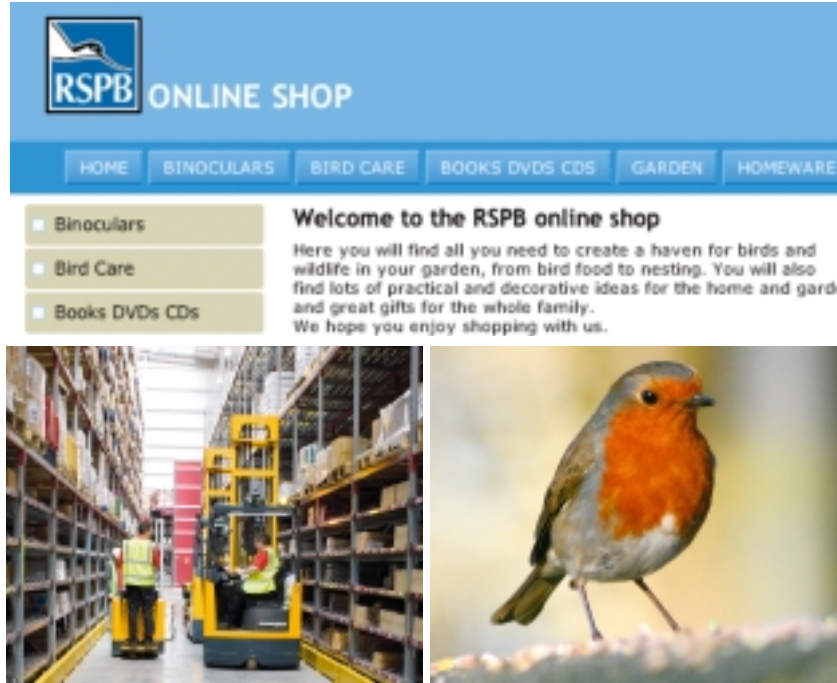 RSPB ONLINE SHOP
HOME BINOCULARS BIRD CARE BOOKS DVDS CDS GARDEN HOMEWARE
Binoculars
Bird Care
Books DVDs CDs
Welcome to the RSPB online shop
Here you will find all you need to create a haven for birds and
wildlife in your garden, from bird food to nesting. You will also
find lots of practical and decorative ideas for the home and gard
and great gifts for the whole family.
We hope you enjoy shopping with us.